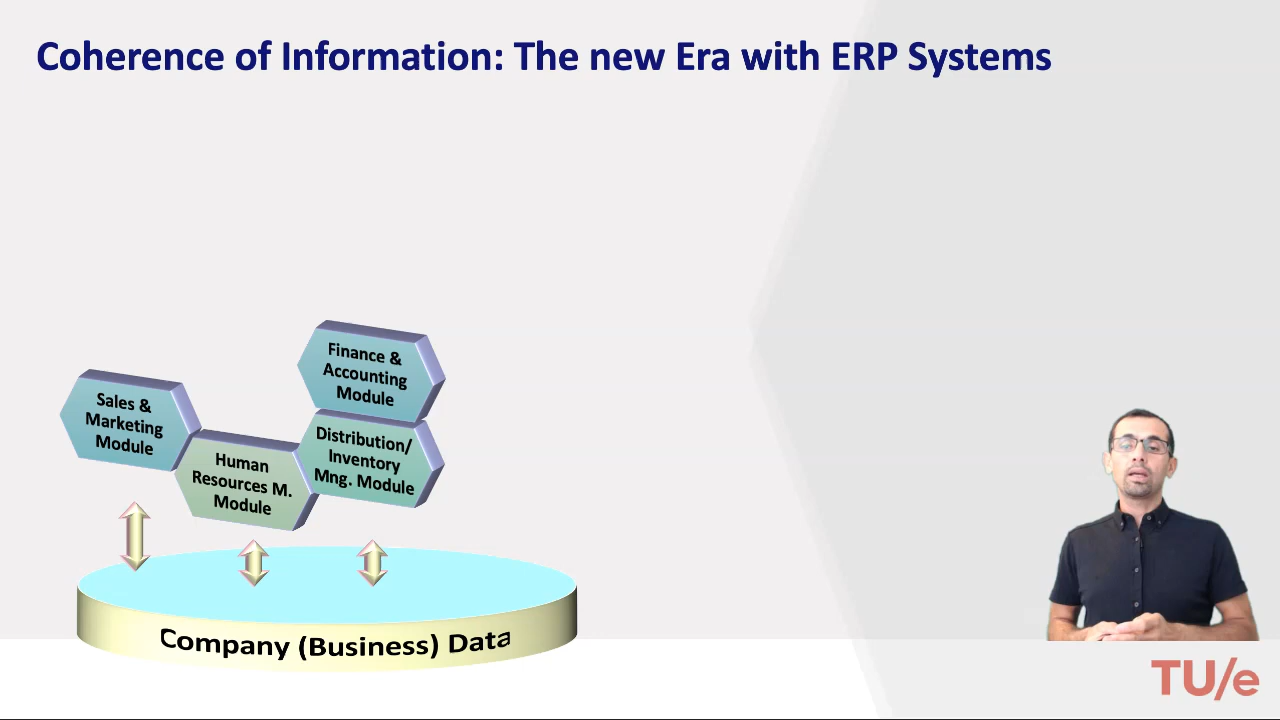 Coherence of Information: The new Era with ERP Systems
Finance &
Accounting
Module
Sales &
Marketing
Module
Distribution/
Inventory
Mng. Module
Human
Resources M.
Module
Company (Business) Data
TU/e